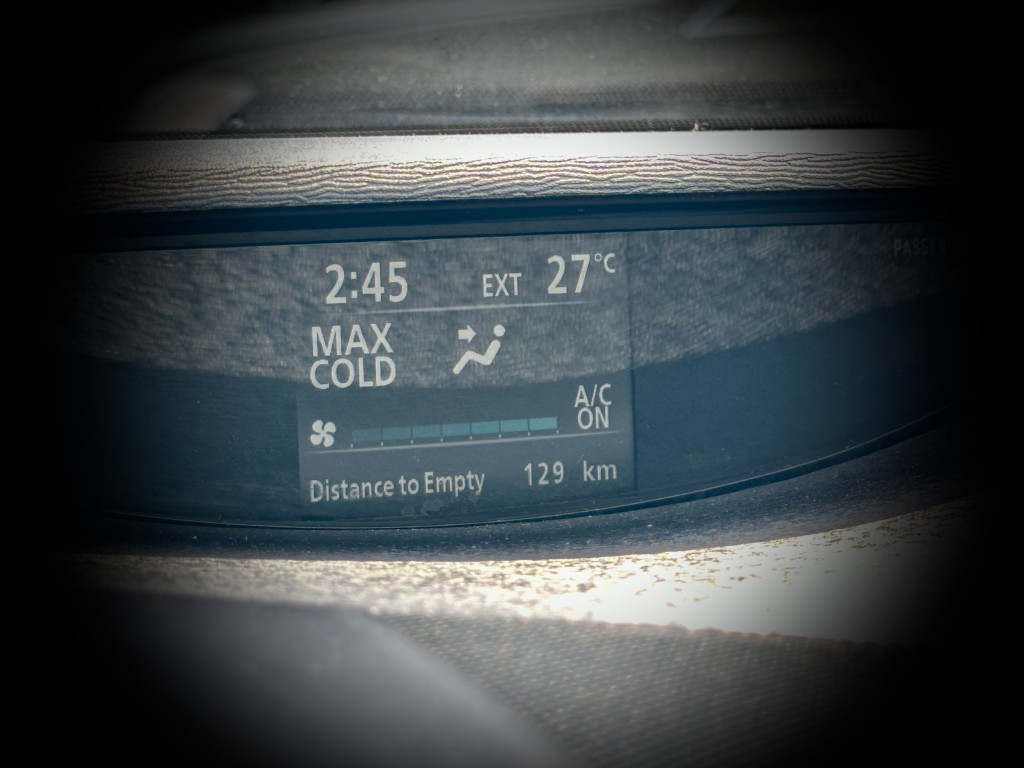 2:45 EXT 27°C
MAX
COLD
A/C
ON
Distance to Empty 129 km